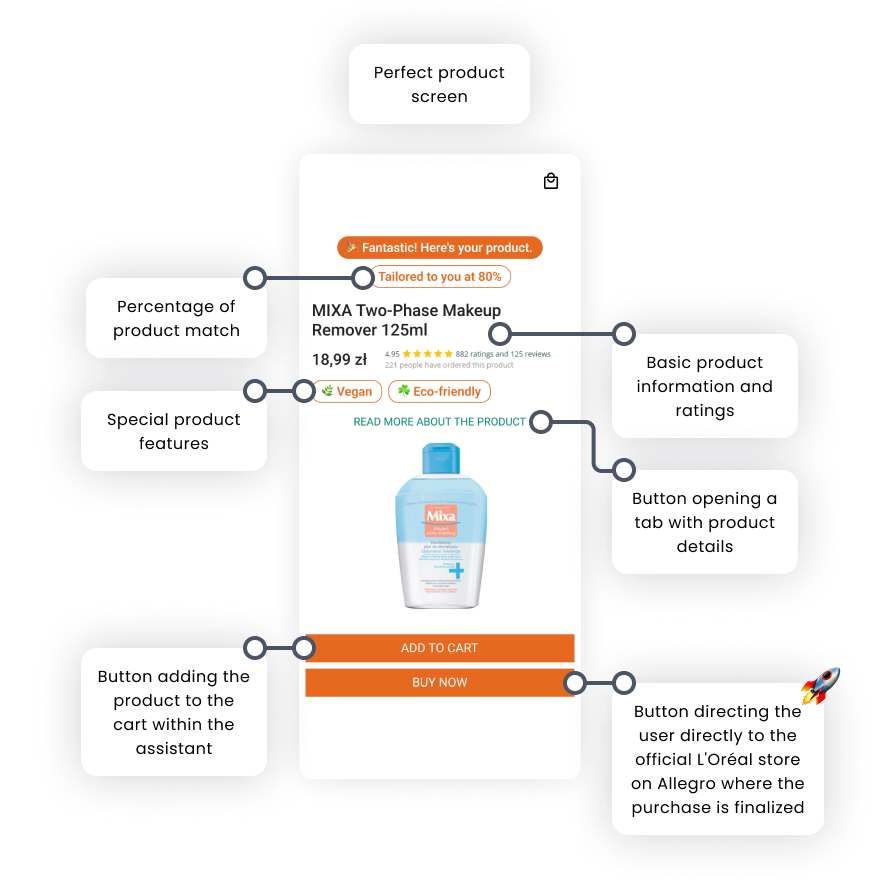 Perfect product
screen
Fantastic! Here's your product.
Tailored to you at 80%
Percentage of
product match
MIXA Two-Phase Makeup
Remover 125ml
18,99 zł
4.95
882 ratings and 125 reviews
221 people have ordered this product
Basic product
information and
ratings
Vegan
Eco-friendly
Special product
features
READ MORE ABOUT THE PRODUCT
Button opening a
tab with product
details
Mixa
ADD TO CART
BUY NOW
Button adding the
product to the
cart within the
assistant
Button directing the
user directly to the
official L'Oréal store
on Allegro where the
purchase is finalized